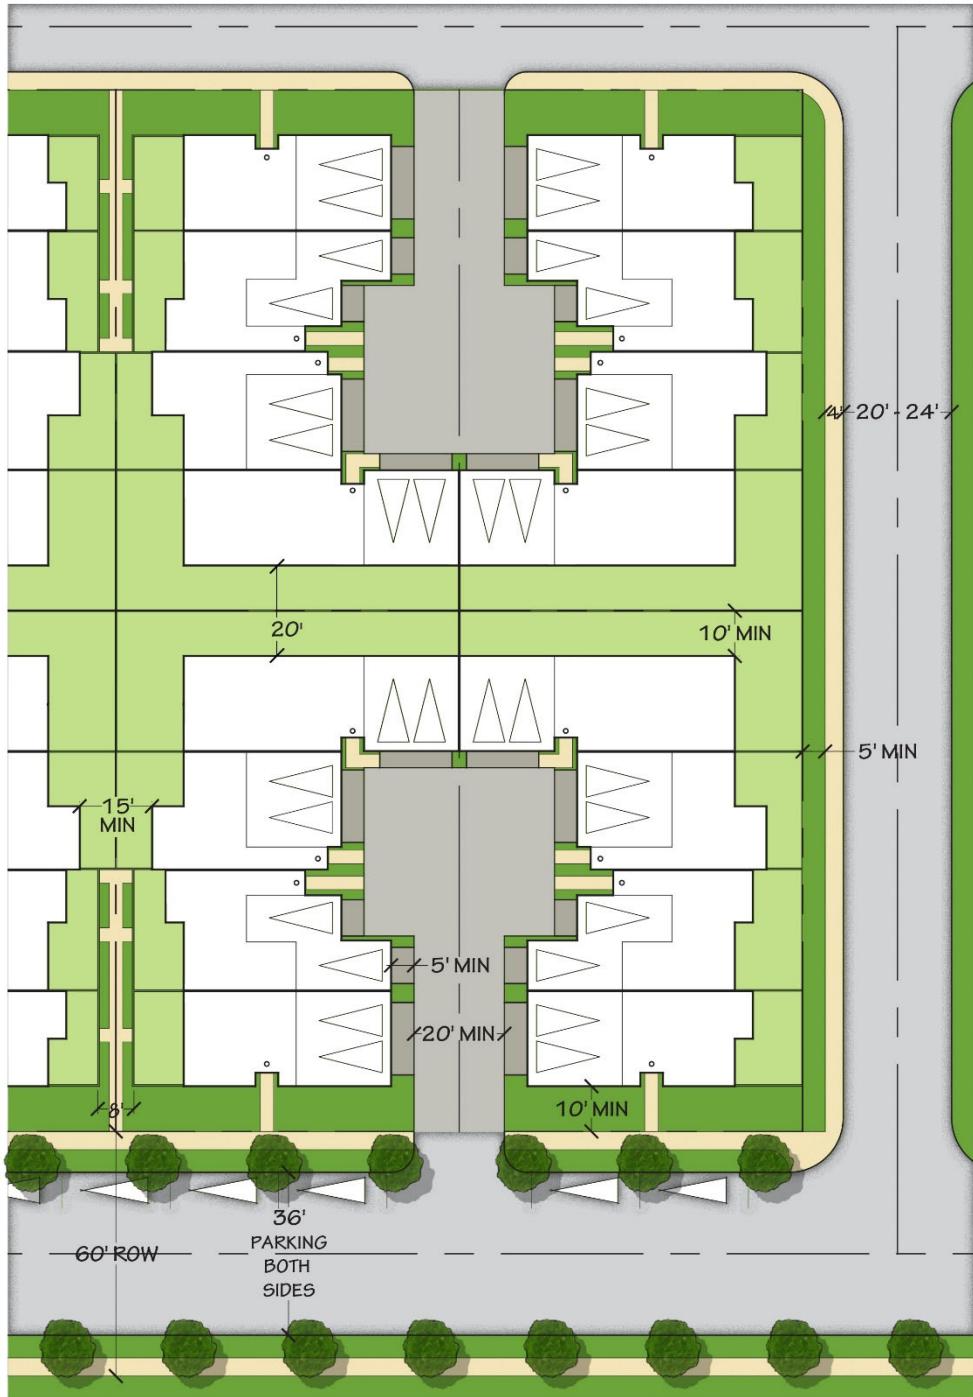 4'
20' - 24'
20'
10' MIN
5' MIN
15'
MIN
5' MIN
20' MIN
8'
10' MIN
36'
PARKING
BOTH
SIDES
60' ROW